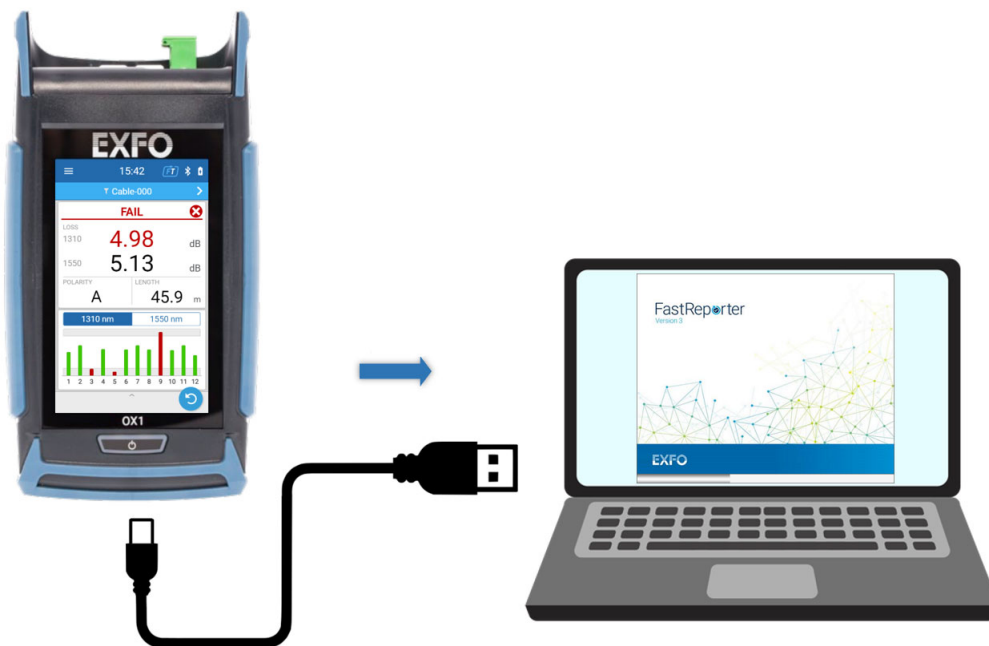 EXFO
15:42 FT
Cable-000
FAIL
LOSS
1310 4.98 dB
1550 5.13 dB
POLARITY LENGTH
A 45.9 m
1310 nm 1550 nm
1 2 3 4 5 6 7 8 9 10 11 12
OX1
FastReporter
Version 3
EXFO